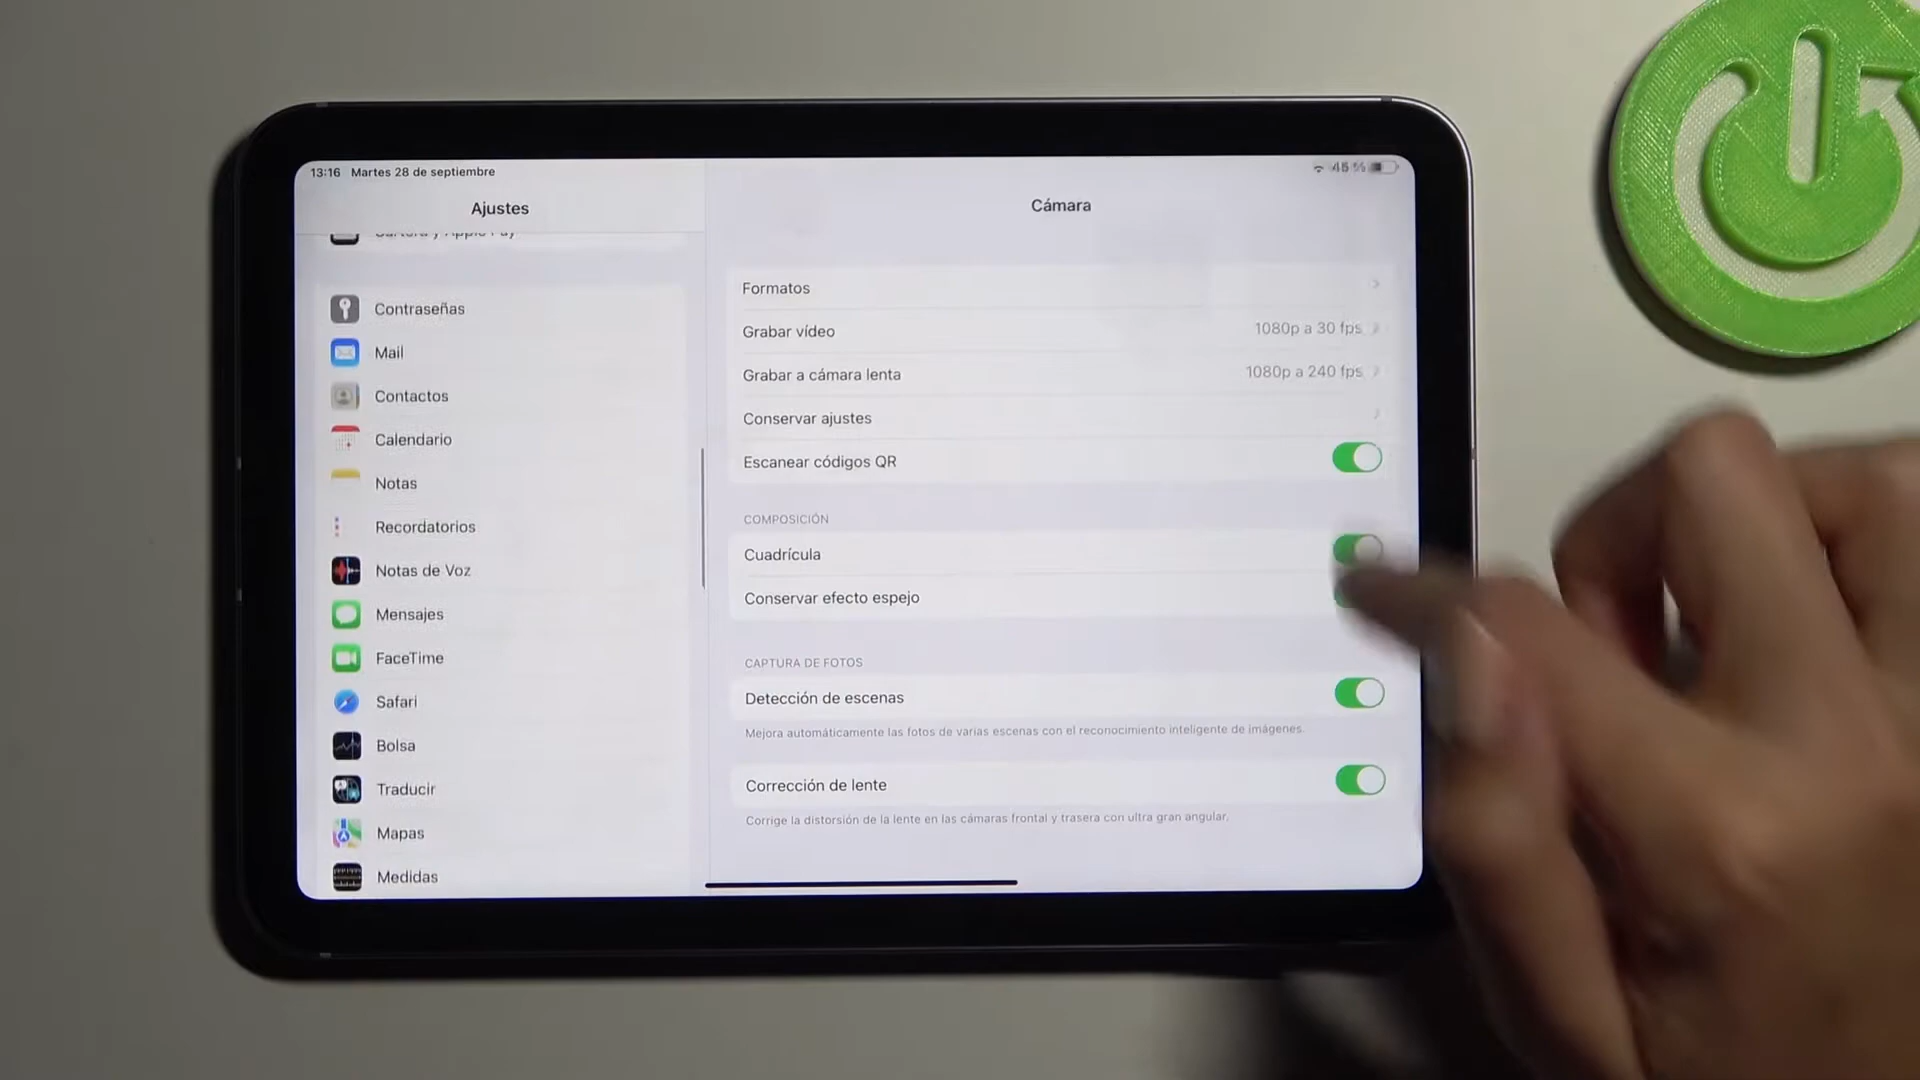 13:16 Martes 28 de septiembre
Ajustes
Contraseñas
Mail
Contactos
Calendario
Notas
Recordatorios
Notas de Voz
Mensajes
FaceTime
Safari
Bolsa
Traducir
Mapas
Medidas
Cámara
Formatos
Grabar vídeo 1080p a 30 fps
Grabar a cámara lenta 1080p a 240 fps
Conservar ajustes
Escanear códigos QR
COMPOSICIÓN
Cuadrícula
Conservar efecto espejo
CAPTURA DE FOTOS
Detección de escenas
Mejora automáticamente las fotos de varias escenas con el reconocimiento inteligente de imágenes.
Corrección de lente
Corrige la distorsión de la lente en las cámaras frontal y trasera con ultra gran angular.